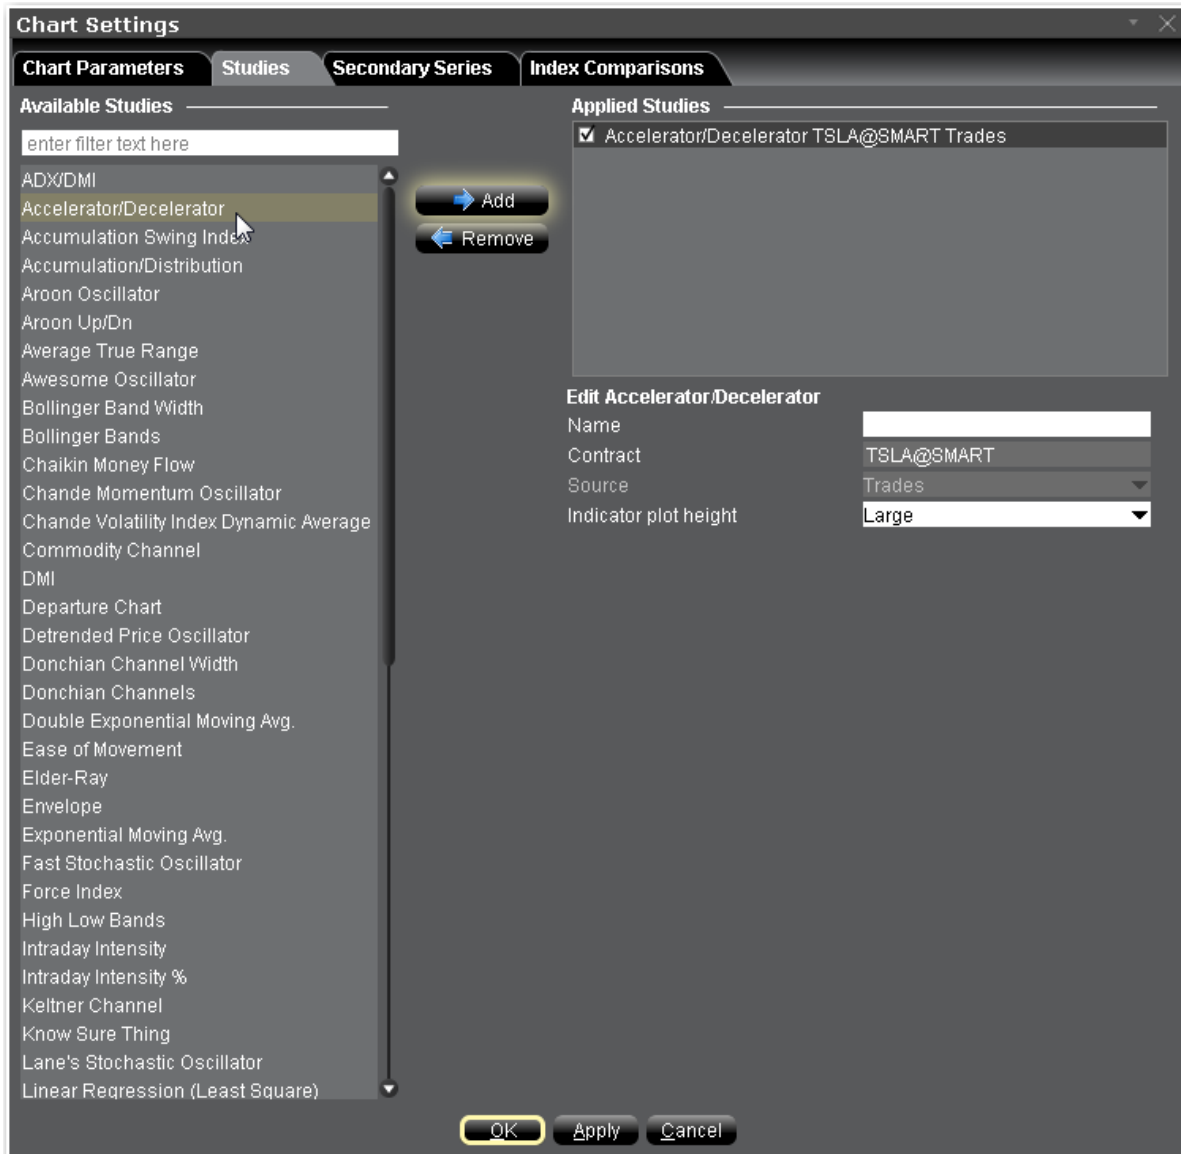 Chart Settings
Chart Parameters
Studies
Secondary Series
Index Comparisons
Available Studies
enter filter text here
ADX/DMI
Accelerator/Decelerator
Accumulation Swing Index
Accumulation/Distribution
Aroon Oscillator
Aroon Up/Dn
Average True Range
Awesome Oscillator
Bollinger Band Width
Bollinger Bands
Chaikin Money Flow
Chande Momentum Oscillator
Chande Volatility Index Dynamic Average
Commodity Channel
DMI
Departure Chart
Detrended Price Oscillator
Donchian Channel Width
Donchian Channels
Double Exponential Moving Avg.
Ease of Movement
Elder-Ray
Envelope
Exponential Moving Avg.
Fast Stochastic Oscillator
Force Index
High Low Bands
Intraday Intensity
Intraday Intensity %
Keltner Channel
Know Sure Thing
Lane's Stochastic Oscillator
Linear Regression (Least Square)
Add
Remove
Applied Studies
Accelerator/Decelerator TSLA@SMART Trades
Edit Accelerator/Decelerator
Name
Contract TSLA@SMART
Source Trades
Indicator plot height Large
OK Apply Cancel